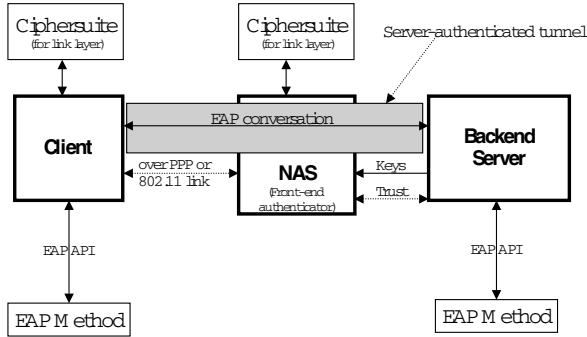 Ciphersuite
(for link layer)
Ciphersuite
(for link layer)
Server-authenticated tunnel
EAP conversation
Client
Backend
Server
over PPP or
802.11 link
NAS
(Front-end
authenticator)
Keys
Trust
EAP API
EAP API
EAP Method
EAP Method